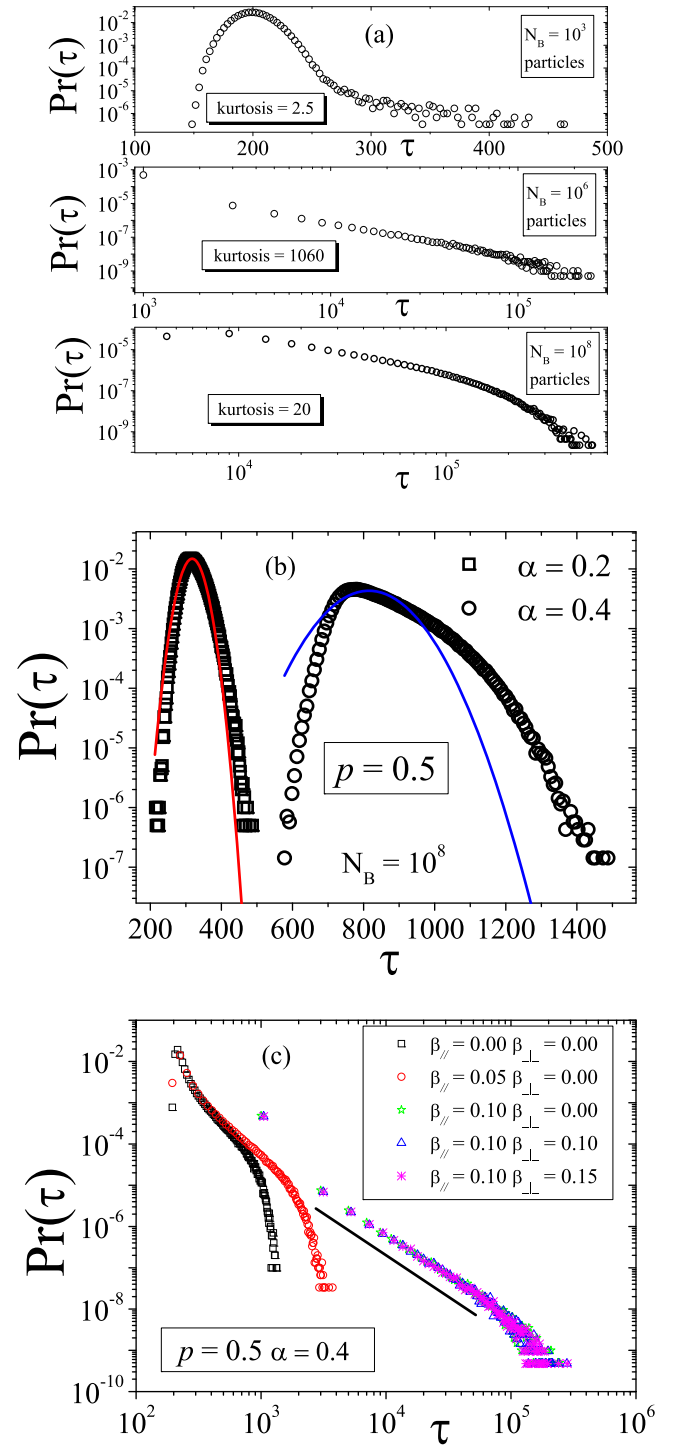 (a)
N_B = 10^3
particles
kurtosis = 2.5
Pr(τ)
10^-2
10^-3
10^-4
10^-5
10^-6
100 200 300 400 500
τ
N_B = 10^6
particles
kurtosis = 1060
Pr(τ)
10^-3
10^-5
10^-7
10^-9
10^3 10^4 10^5
τ
N_B = 10^8
particles
kurtosis = 20
Pr(τ)
10^-5
10^-7
10^-9
10^4 10^5
τ
(b)
α = 0.2
α = 0.4
p = 0.5
N_B = 10^8
Pr(τ)
10^-2
10^-3
10^-4
10^-5
10^-6
10^-7
200 400 600 800 1000 1200 1400
τ
(c)
β_// = 0.00 β_⊥ = 0.00
β_// = 0.05 β_⊥ = 0.00
β_// = 0.10 β_⊥ = 0.00
β_// = 0.10 β_⊥ = 0.10
β_// = 0.10 β_⊥ = 0.15
p = 0.5 α = 0.4
Pr(τ)
10^-2
10^-4
10^-6
10^-8
10^-10
10^2 10^3 10^4 10^5 10^6
τ